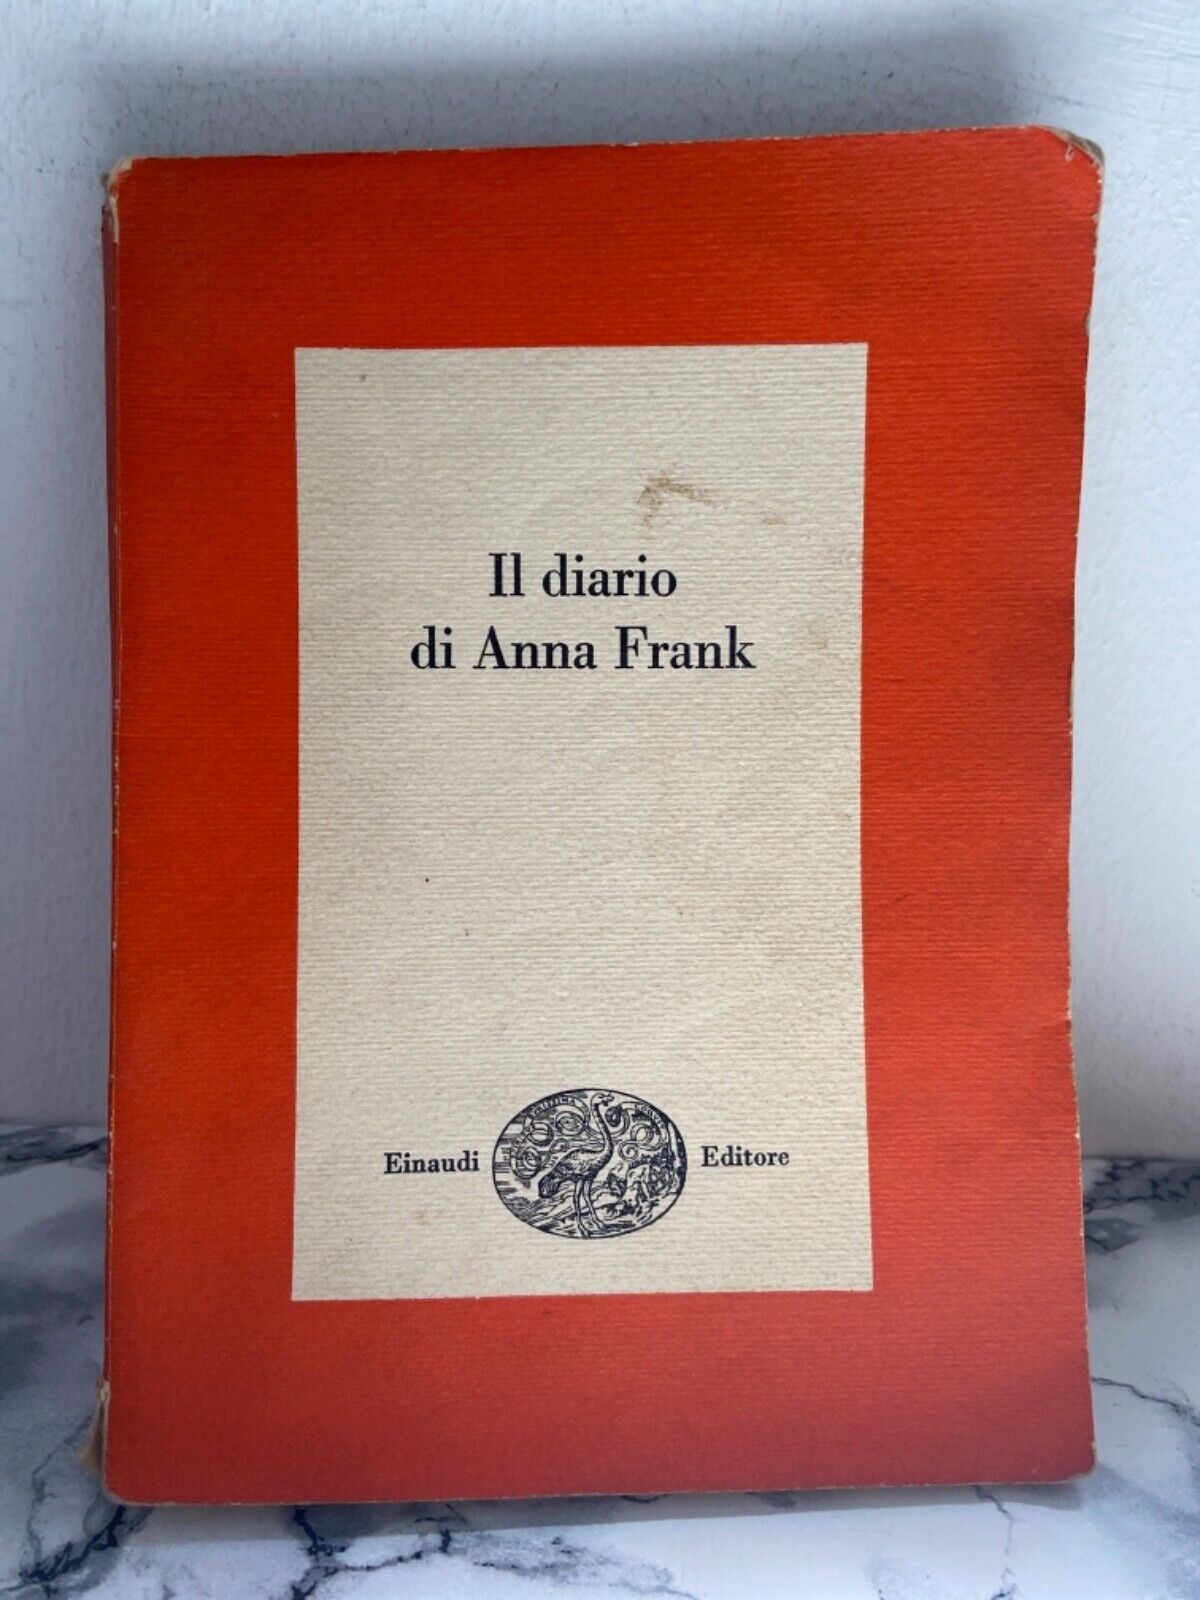 Il diario
di Anna Frank
Einaudi Editore